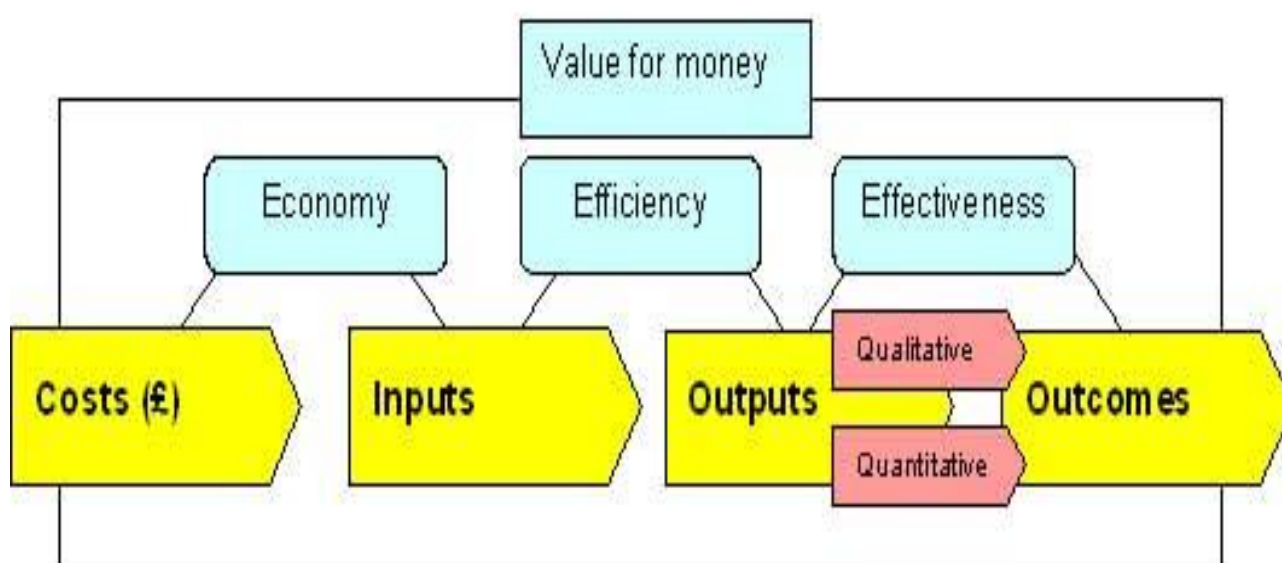 Value for money
Economy
Efficiency
Effectiveness
Costs (£)
Inputs
Outputs
Qualitative
Quantitative
Outcomes